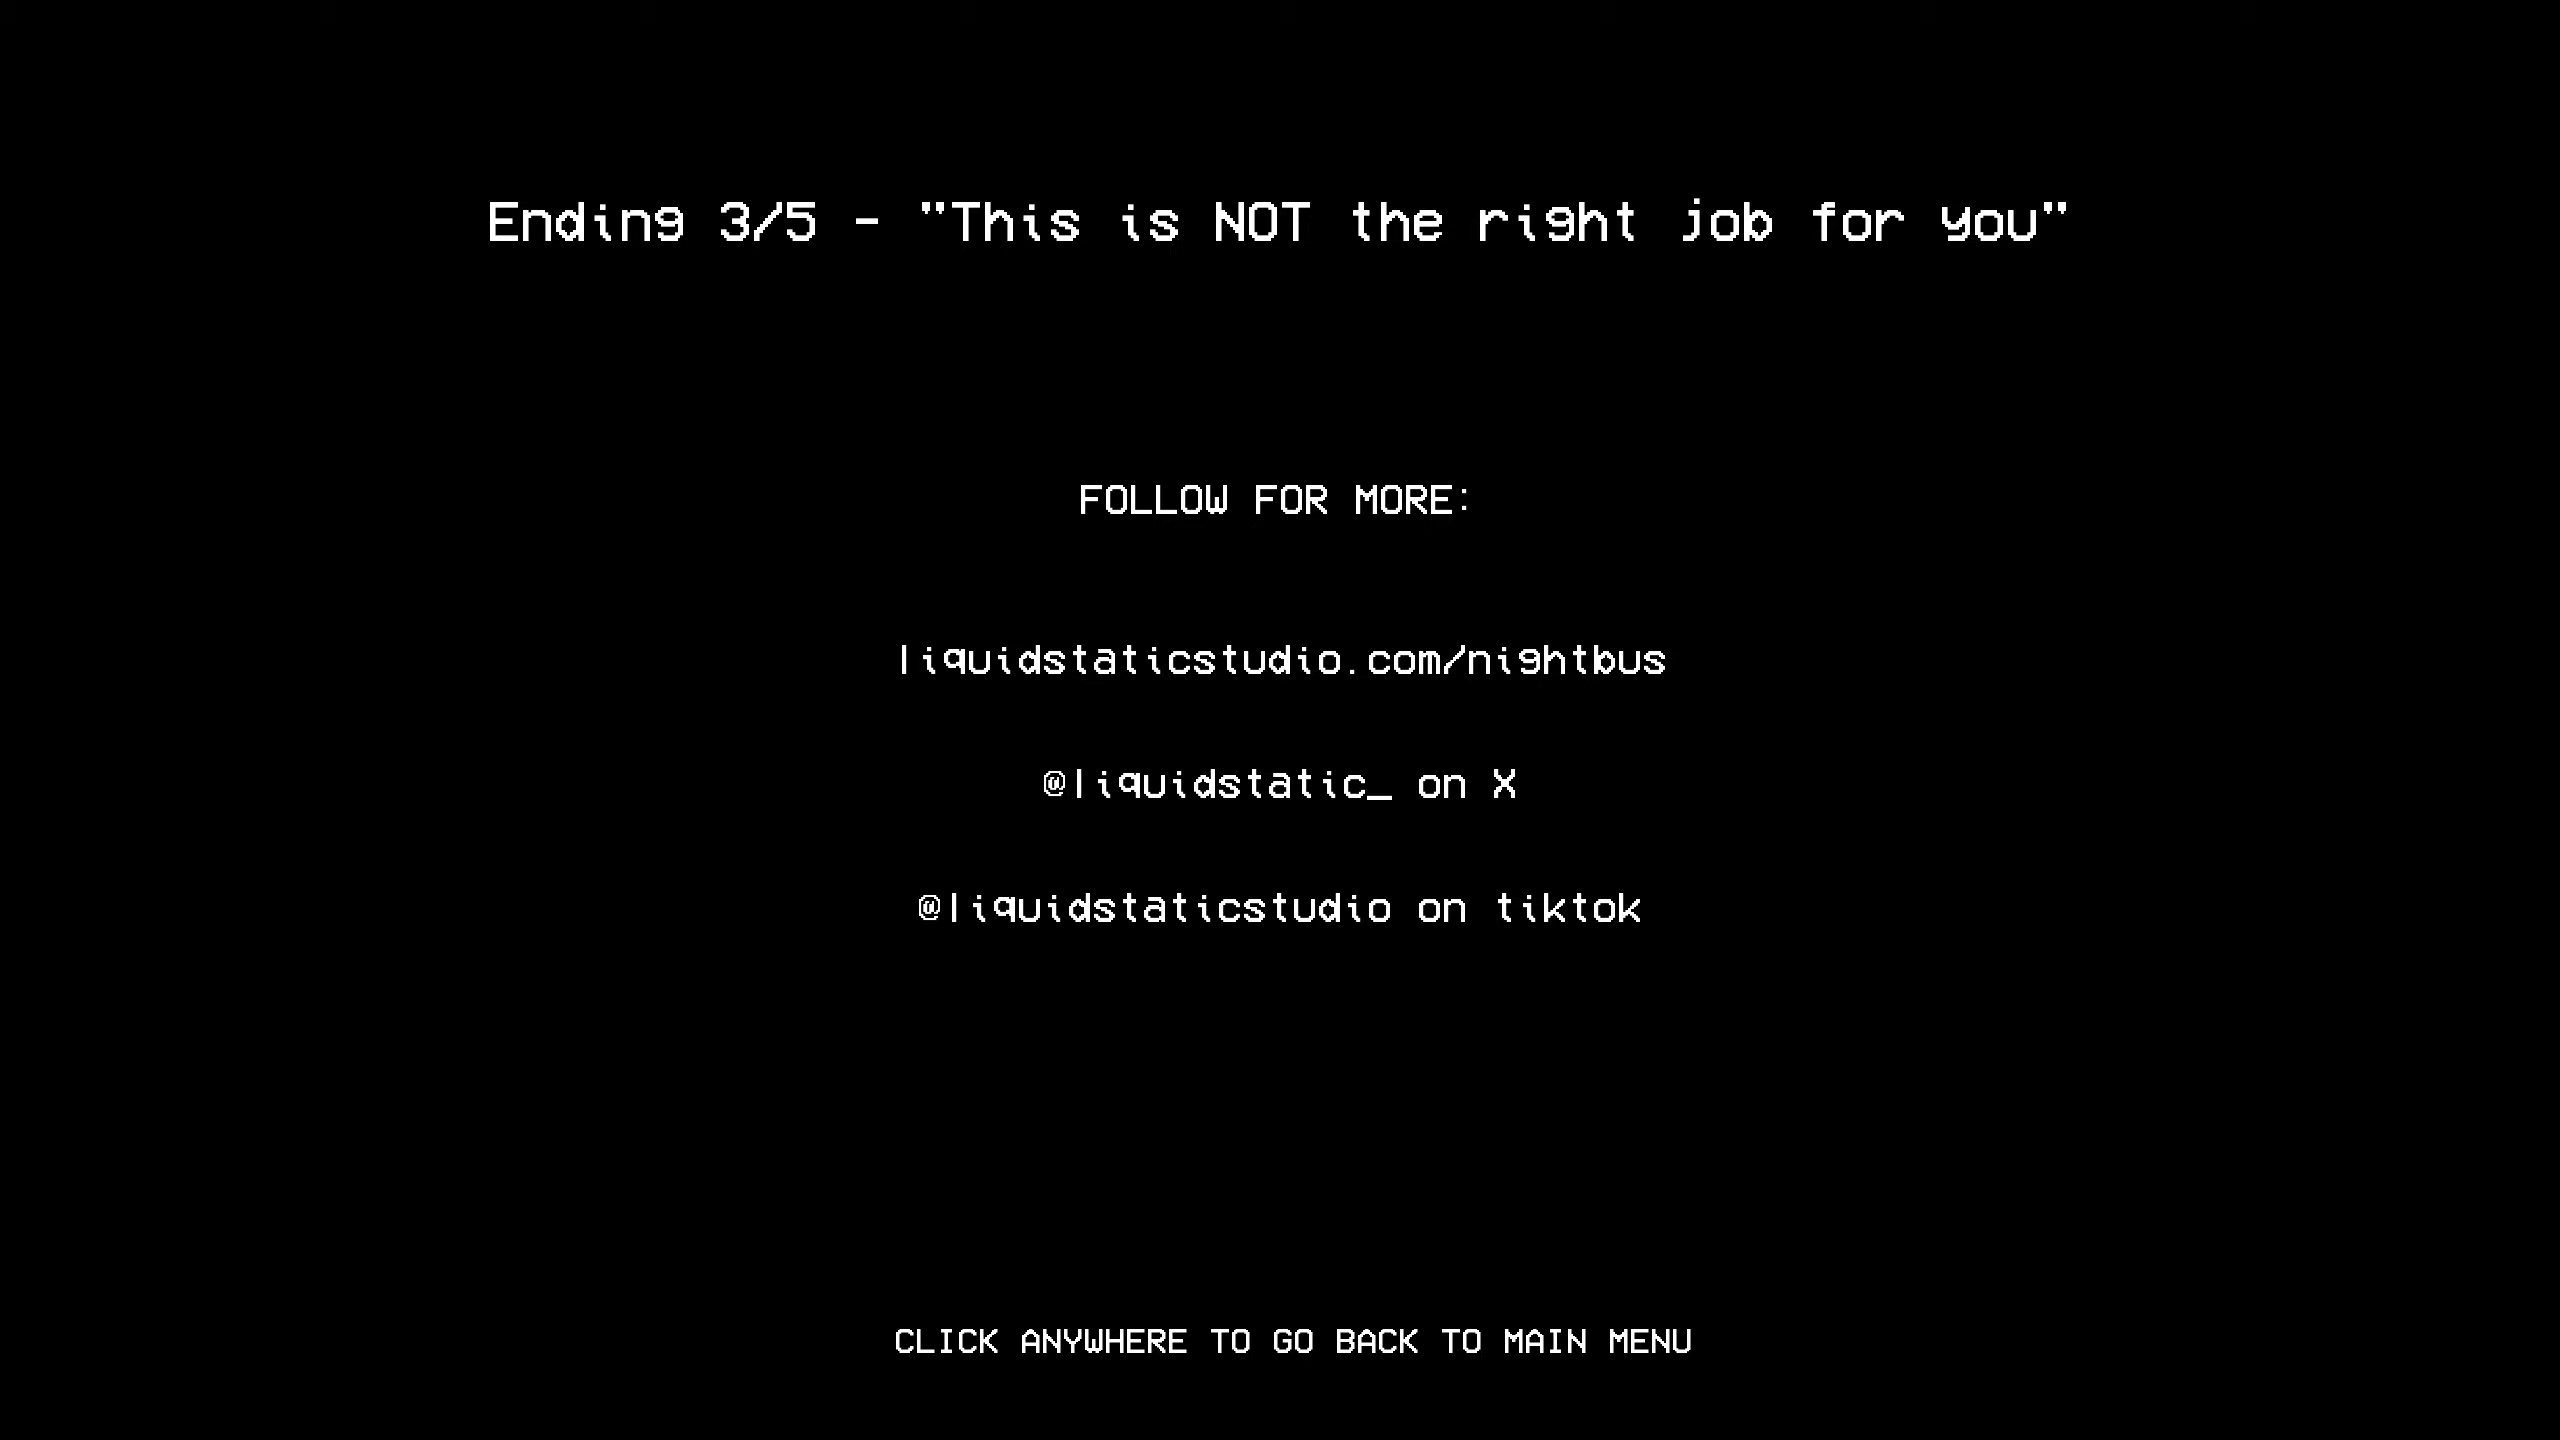 Ending 3/5 - "This is NOT the right job for you"
FOLLOW FOR MORE:
liquidstaticstudio.com/nightbus
@liquidstatic_ on X
@liquidstaticstudio on tiktok
CLICK ANYWHERE TO GO BACK TO MAIN MENU